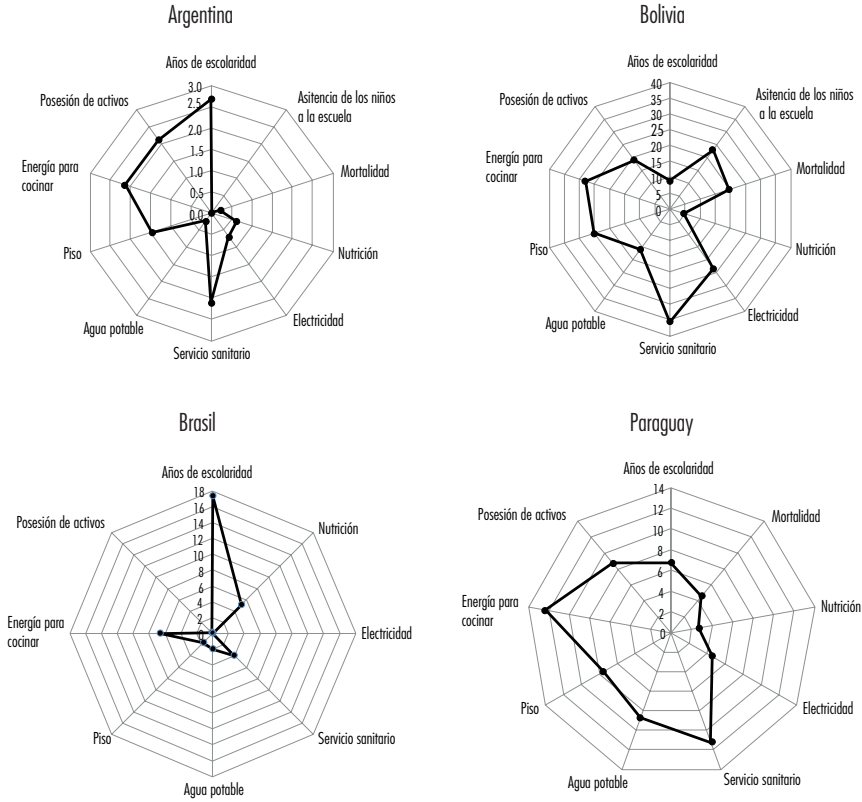 Argentina
Años de escolaridad
3.0
2.5
2.0
1.5
1.0
0.5
0.0
Asitencia de los niños
a la escuela
Mortalidad
Nutrición
Electricidad
Servicio sanitario
Agua potable
Piso
Energía para
cocinar
Posesión de activos
Bolivia
Años de escolaridad
40
35
30
25
20
15
10
5
0
Asitencia de los niños
a la escuela
Mortalidad
Nutrición
Electricidad
Servicio sanitario
Agua potable
Piso
Energía para
cocinar
Posesión de activos
Brasil
Años de escolaridad
18
16
14
12
10
8
6
4
2
0
Nutrición
Electricidad
Servicio sanitario
Agua potable
Piso
Energía para
cocinar
Posesión de activos
Paraguay
Años de escolaridad
14
12
10
8
6
4
2
0
Mortalidad
Nutrición
Electricidad
Servicio sanitario
Agua potable
Piso
Energía para
cocinar
Posesión de activos